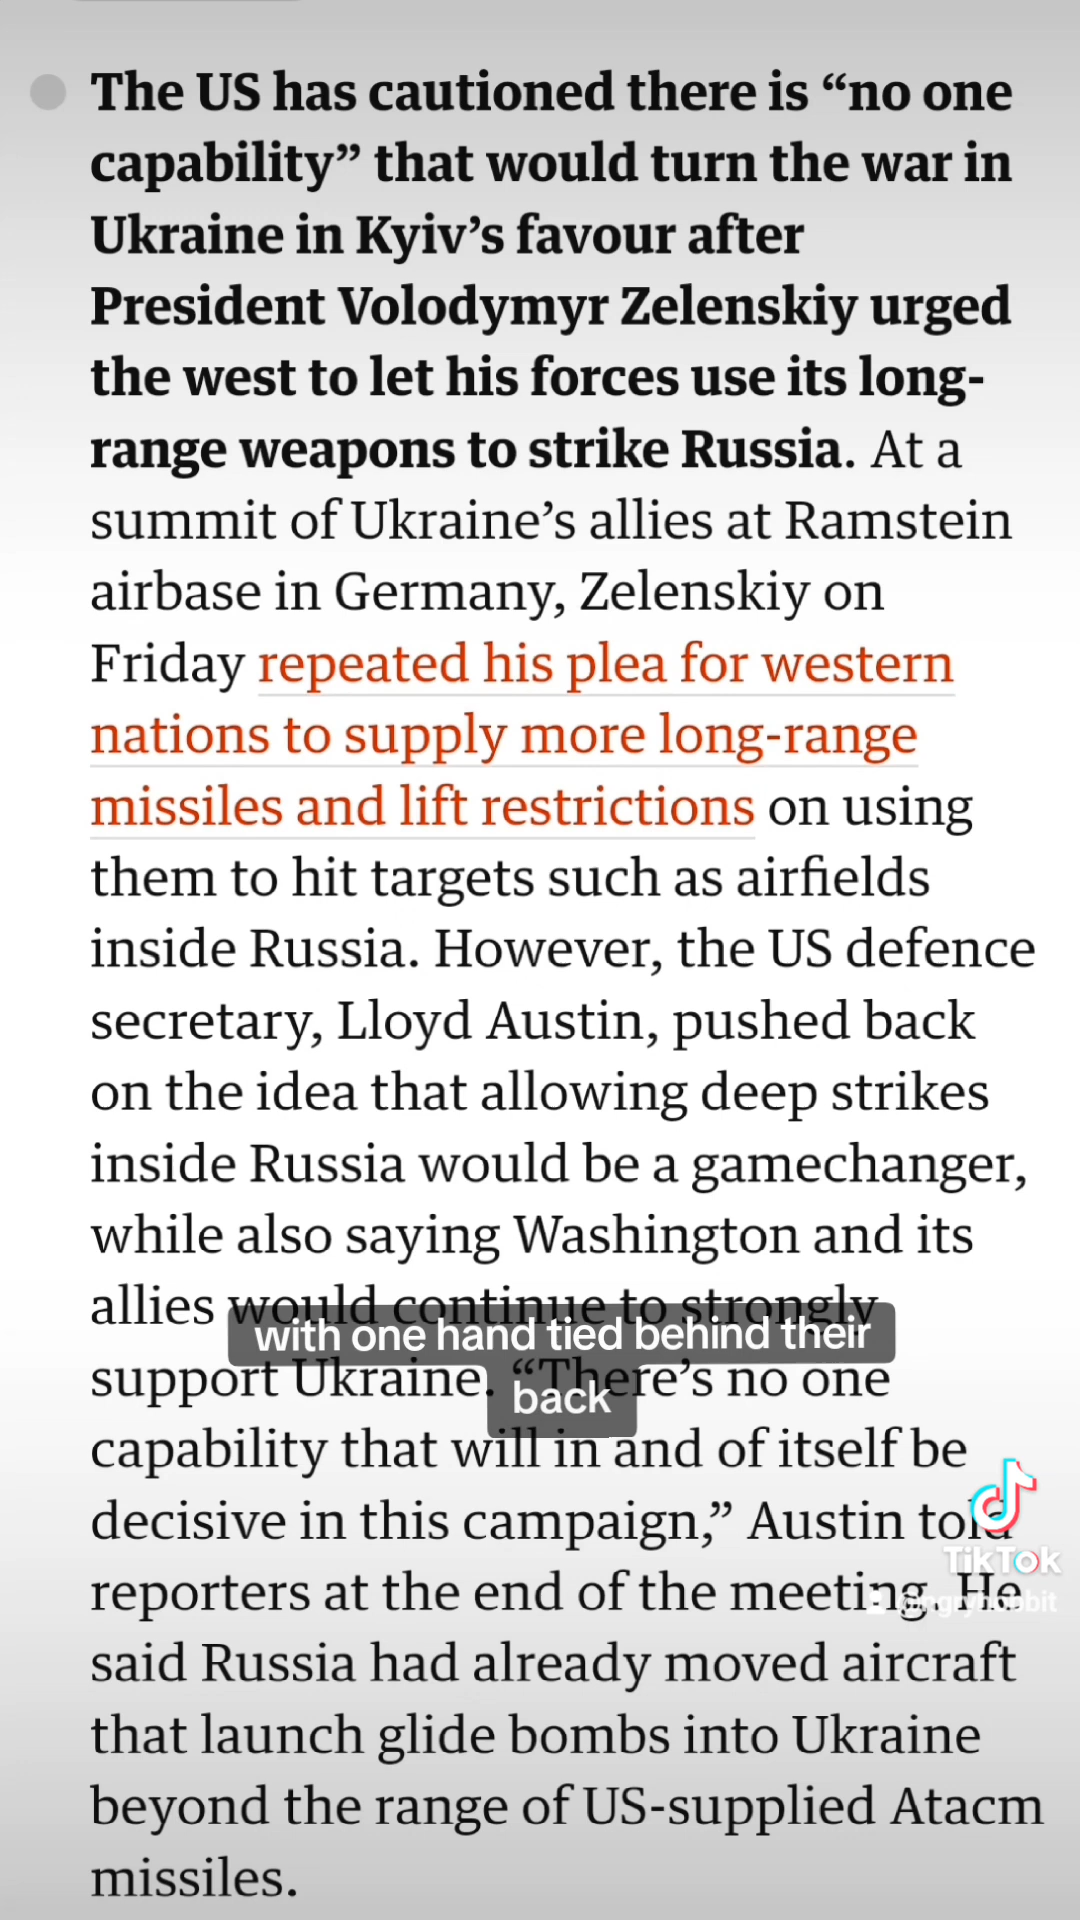 The US has cautioned there is “no one
capability” that would turn the war in
Ukraine in Kyiv’s favour after
President Volodymyr Zelenskiy urged
the west to let his forces use its long-
range weapons to strike Russia. At a
summit of Ukraine’s allies at Ramstein
airbase in Germany, Zelenskiy on
Friday repeated his plea for western
nations to supply more long-range
missiles and lift restrictions on using
them to hit targets such as airfields
inside Russia. However, the US defence
secretary, Lloyd Austin, pushed back
on the idea that allowing deep strikes
inside Russia would be a gamechanger,
while also saying Washington and its
allies would continue to strongly
with one hand tied behind their
support Ukraine. “There’s no one
back
capability that will in and of itself be
decisive in this campaign,” Austin told
TikTok
reporters at the end of the meeting. He
@ngryhobbit
said Russia had already moved aircraft
that launch glide bombs into Ukraine
beyond the range of US-supplied Atacm
missiles.